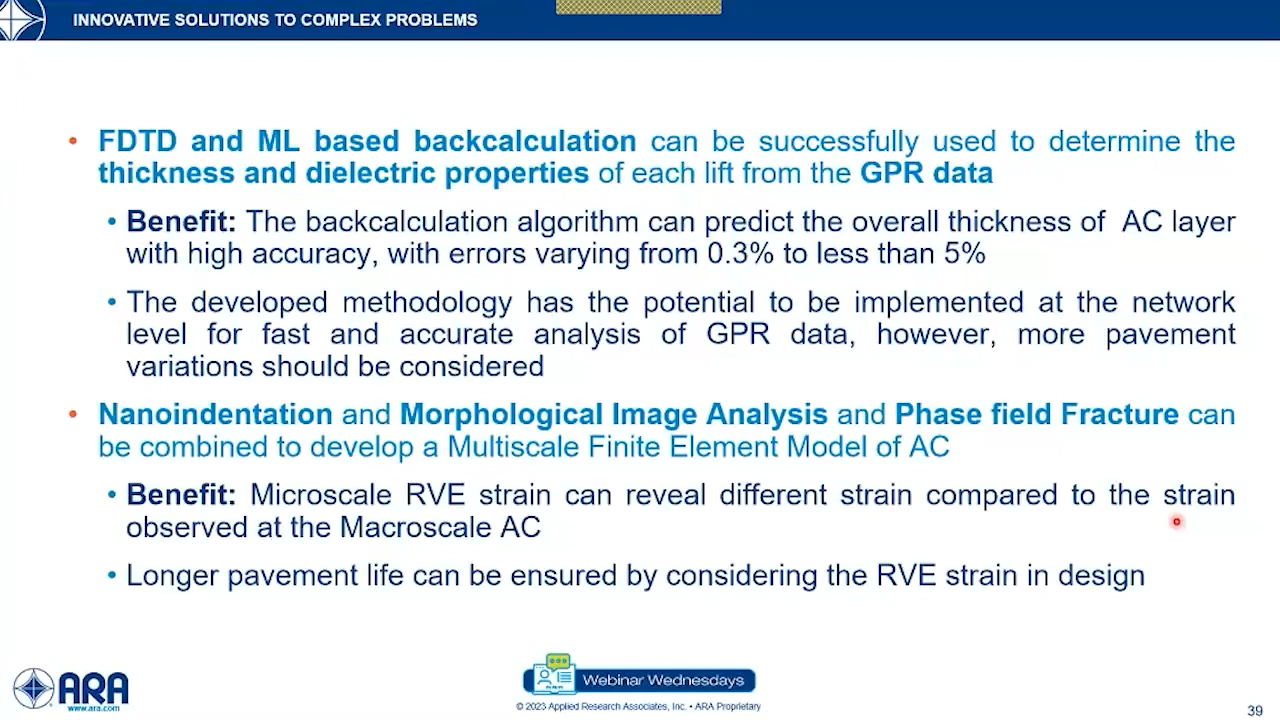 INNOVATIVE SOLUTIONS TO COMPLEX PROBLEMS
• FDTD and ML based backcalculation can be successfully used to determine the
thickness and dielectric properties of each lift from the GPR data
• Benefit: The backcalculation algorithm can predict the overall thickness of AC layer
with high accuracy, with errors varying from 0.3% to less than 5%
• The developed methodology has the potential to be implemented at the network
level for fast and accurate analysis of GPR data, however, more pavement
variations should be considered
• Nanoindentation and Morphological Image Analysis and Phase field Fracture can
be combined to develop a Multiscale Finite Element Model of AC
• Benefit: Microscale RVE strain can reveal different strain compared to the strain
observed at the Macroscale AC
• Longer pavement life can be ensured by considering the RVE strain in design
ARA
www.ara.com
Webinar Wednesdays
© 2023 Applied Research Associates, Inc. • ARA Proprietary
39